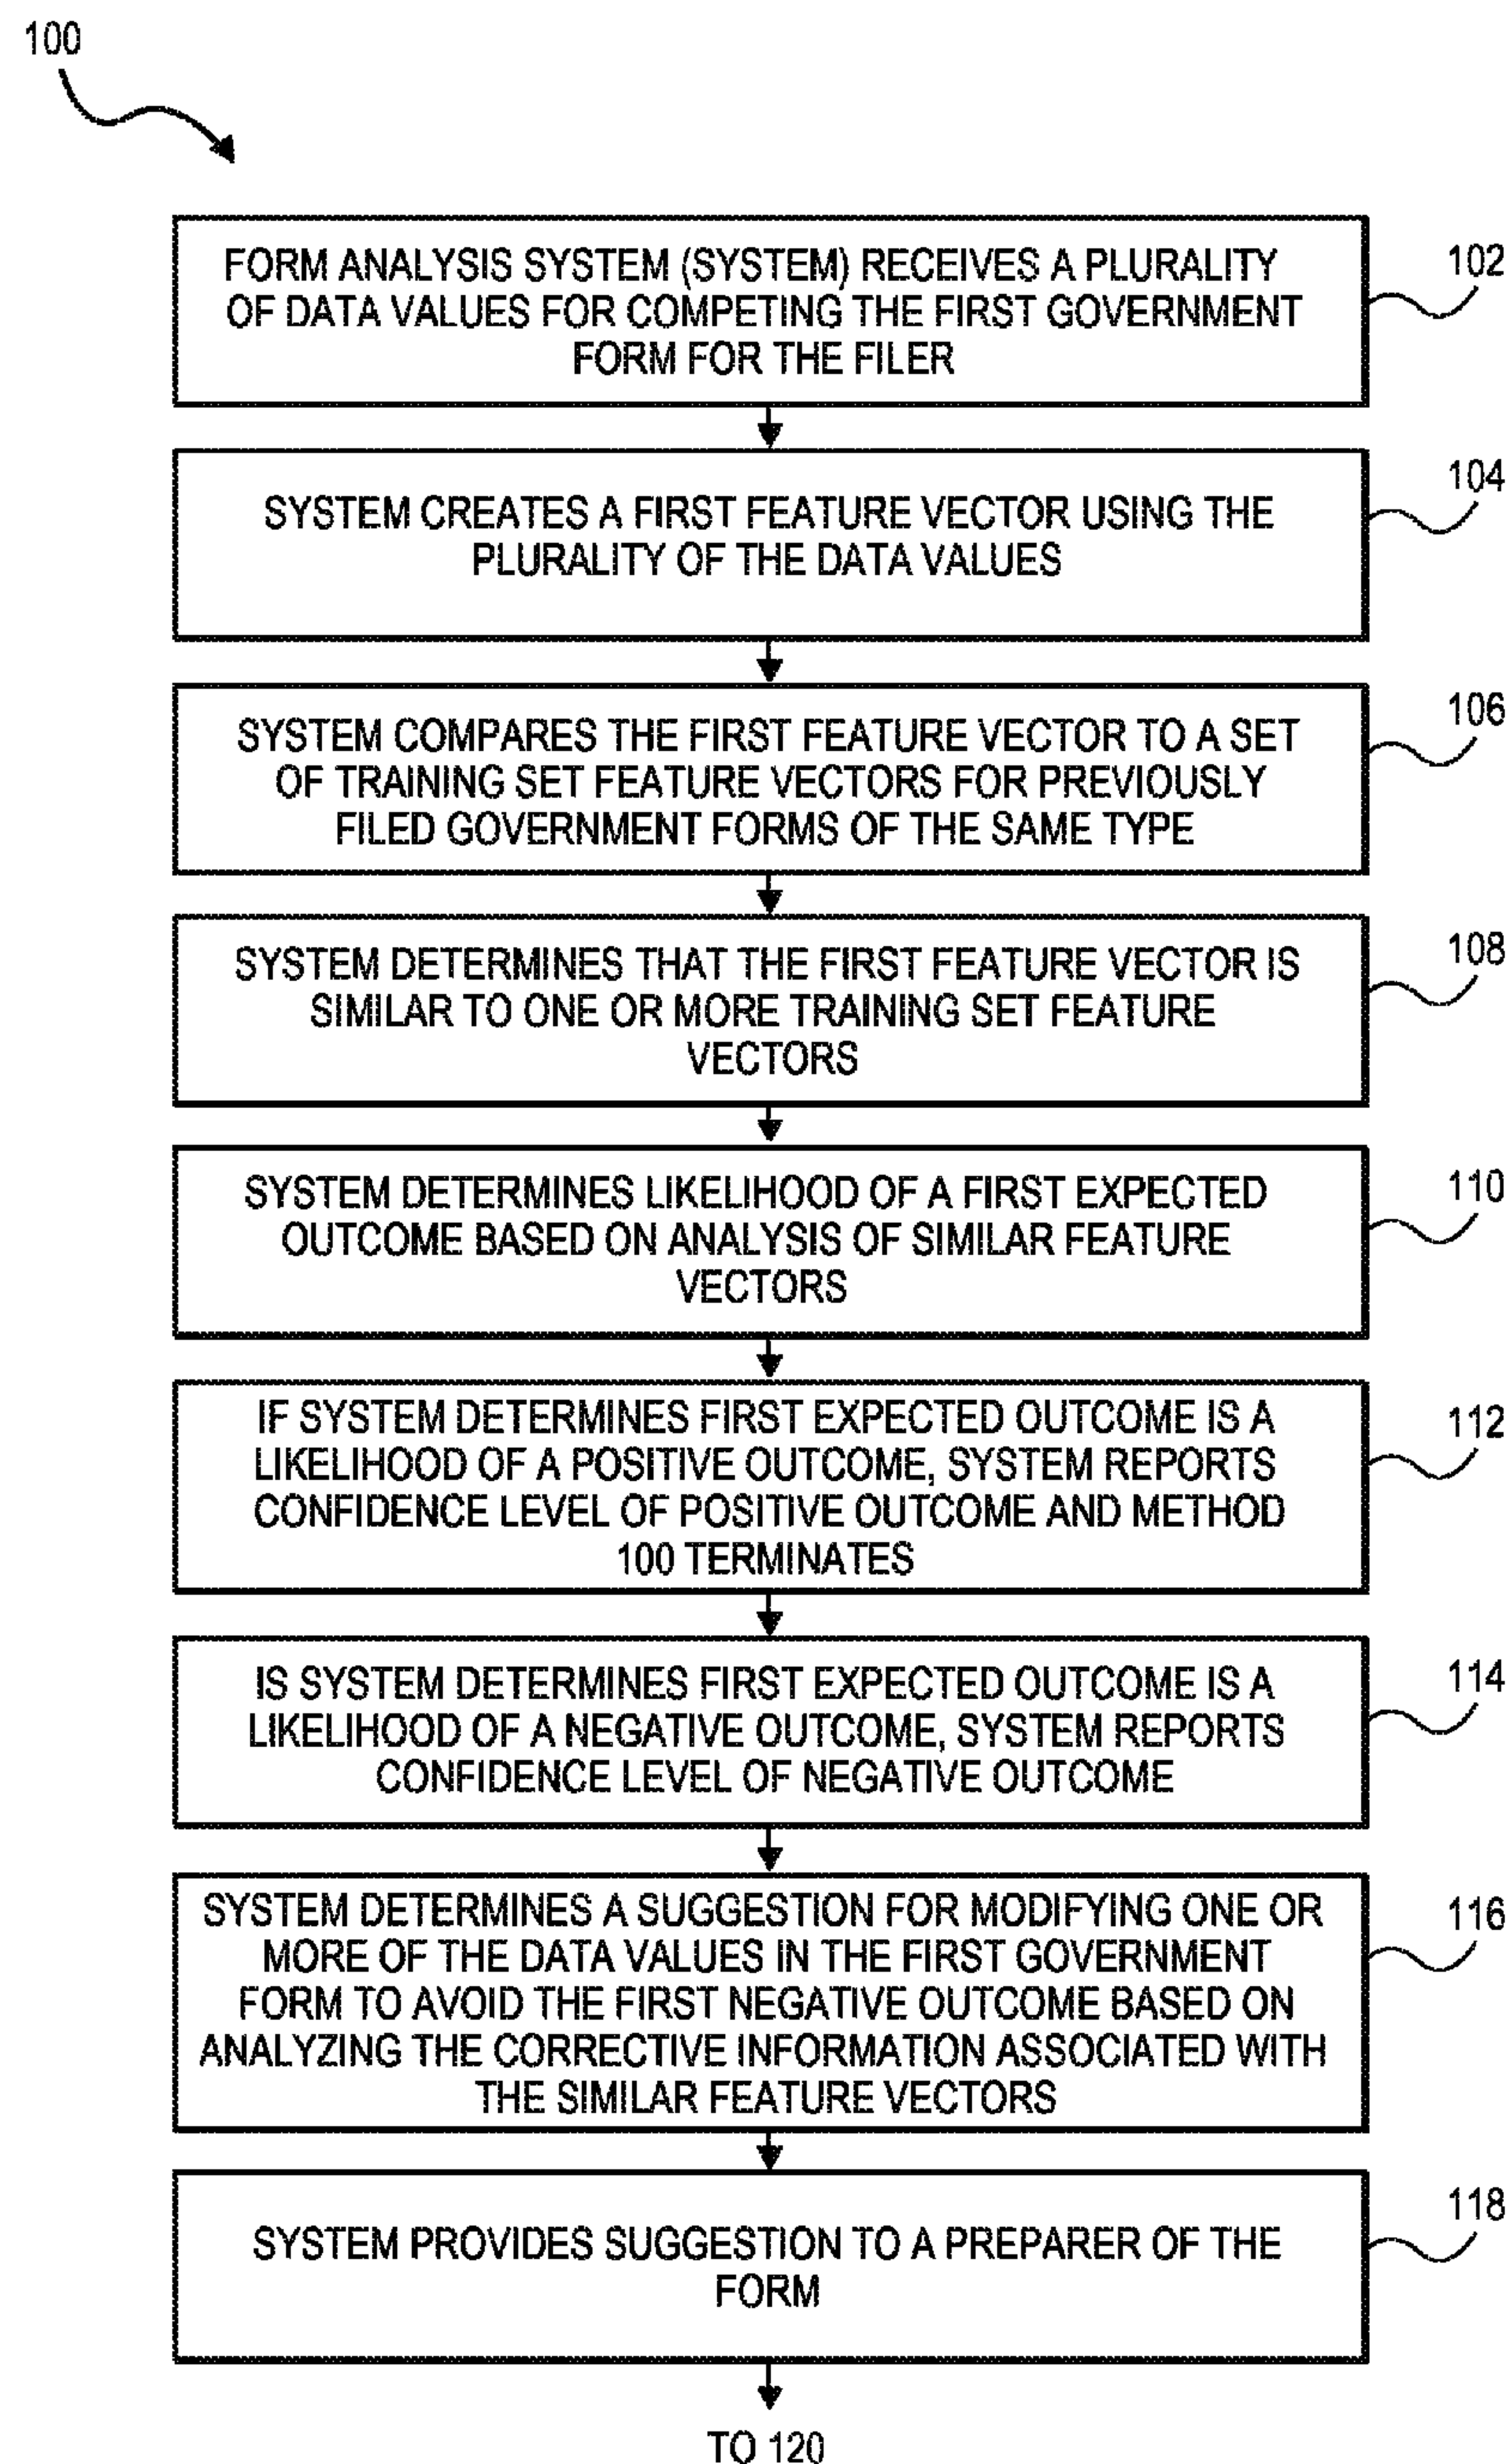 100
FORM ANALYSIS SYSTEM (SYSTEM) RECEIVES A PLURALITY
OF DATA VALUES FOR COMPETING THE FIRST GOVERNMENT
FORM FOR THE FILER
102
SYSTEM CREATES A FIRST FEATURE VECTOR USING THE
PLURALITY OF THE DATA VALUES
104
SYSTEM COMPARES THE FIRST FEATURE VECTOR TO A SET
OF TRAINING SET FEATURE VECTORS FOR PREVIOUSLY
FILED GOVERNMENT FORMS OF THE SAME TYPE
106
SYSTEM DETERMINES THAT THE FIRST FEATURE VECTOR IS
SIMILAR TO ONE OR MORE TRAINING SET FEATURE
VECTORS
108
SYSTEM DETERMINES LIKELIHOOD OF A FIRST EXPECTED
OUTCOME BASED ON ANALYSIS OF SIMILAR FEATURE
VECTORS
110
IF SYSTEM DETERMINES FIRST EXPECTED OUTCOME IS A
LIKELIHOOD OF A POSITIVE OUTCOME, SYSTEM REPORTS
CONFIDENCE LEVEL OF POSITIVE OUTCOME AND METHOD
100 TERMINATES
112
IS SYSTEM DETERMINES FIRST EXPECTED OUTCOME IS A
LIKELIHOOD OF A NEGATIVE OUTCOME, SYSTEM REPORTS
CONFIDENCE LEVEL OF NEGATIVE OUTCOME
114
SYSTEM DETERMINES A SUGGESTION FOR MODIFYING ONE OR
MORE OF THE DATA VALUES IN THE FIRST GOVERNMENT
FORM TO AVOID THE FIRST NEGATIVE OUTCOME BASED ON
ANALYZING THE CORRECTIVE INFORMATION ASSOCIATED WITH
THE SIMILAR FEATURE VECTORS
116
SYSTEM PROVIDES SUGGESTION TO A PREPARER OF THE
FORM
118
TO 120